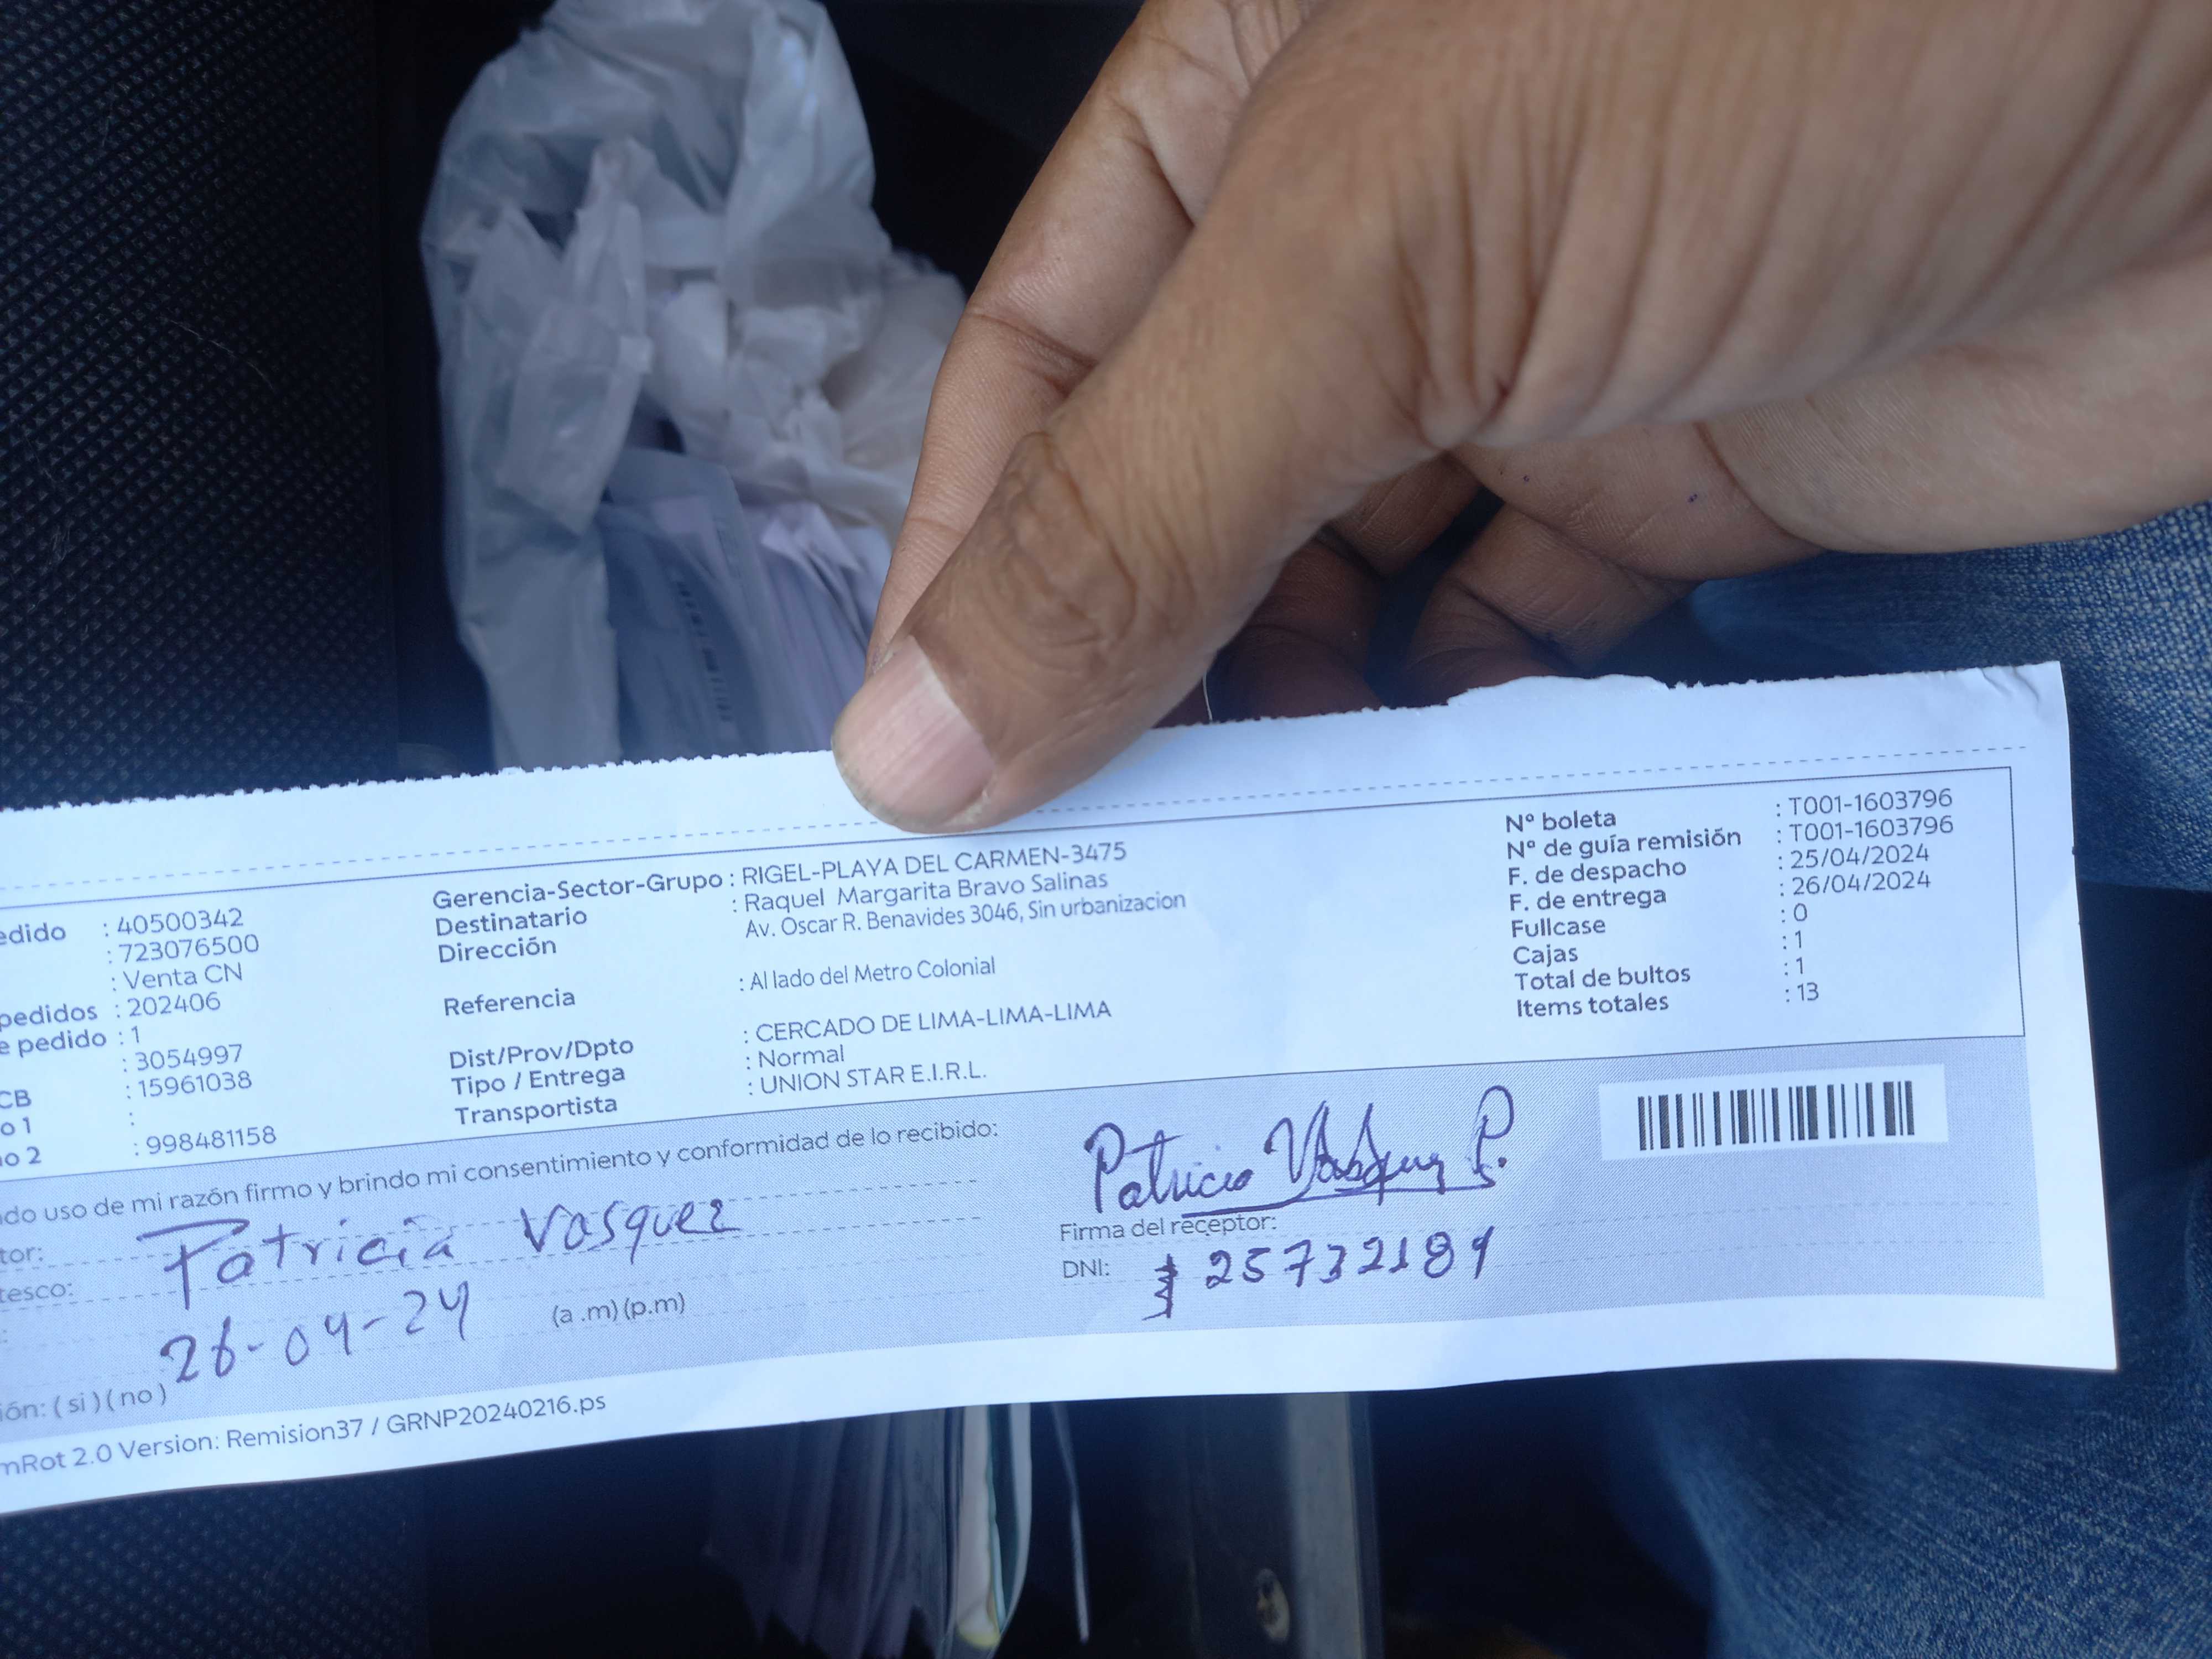 edido : 40500342
: 723076500
: Venta CN
pedidos : 202406
e pedido : 1
: 3054997
CB : 15961038
o 1 :
no 2 : 998481158
Gerencia-Sector-Grupo : RIGEL-PLAYA DEL CARMEN-3475
Destinatario : Raquel Margarita Bravo Salinas
Dirección Av. Oscar R. Benavides 3046, Sin urbanizacion
Referencia : Al lado del Metro Colonial
Dist/Prov/Dpto : CERCADO DE LIMA-LIMA-LIMA
Tipo / Entrega : Normal
Transportista : UNION STAR E.I.R.L.
Nº boleta : T001-1603796
Nº de guía remisión : T001-1603796
F. de despacho : 25/04/2024
F. de entrega : 26/04/2024
Fullcase : 0
Cajas : 1
Total de bultos : 1
Items totales : 13
do uso de mi razón firmo y brindo mi consentimiento y conformidad de lo recibido:
tor: Patricia Vasquez
tesco:
: 26-04-24 (a .m) (p.m)
ión: ( si ) ( no )
Patricia Vásquez P.
Firma del receptor:
DNI: 25732189
mRot 2.0 Version: Remision37 / GRNP20240216.ps